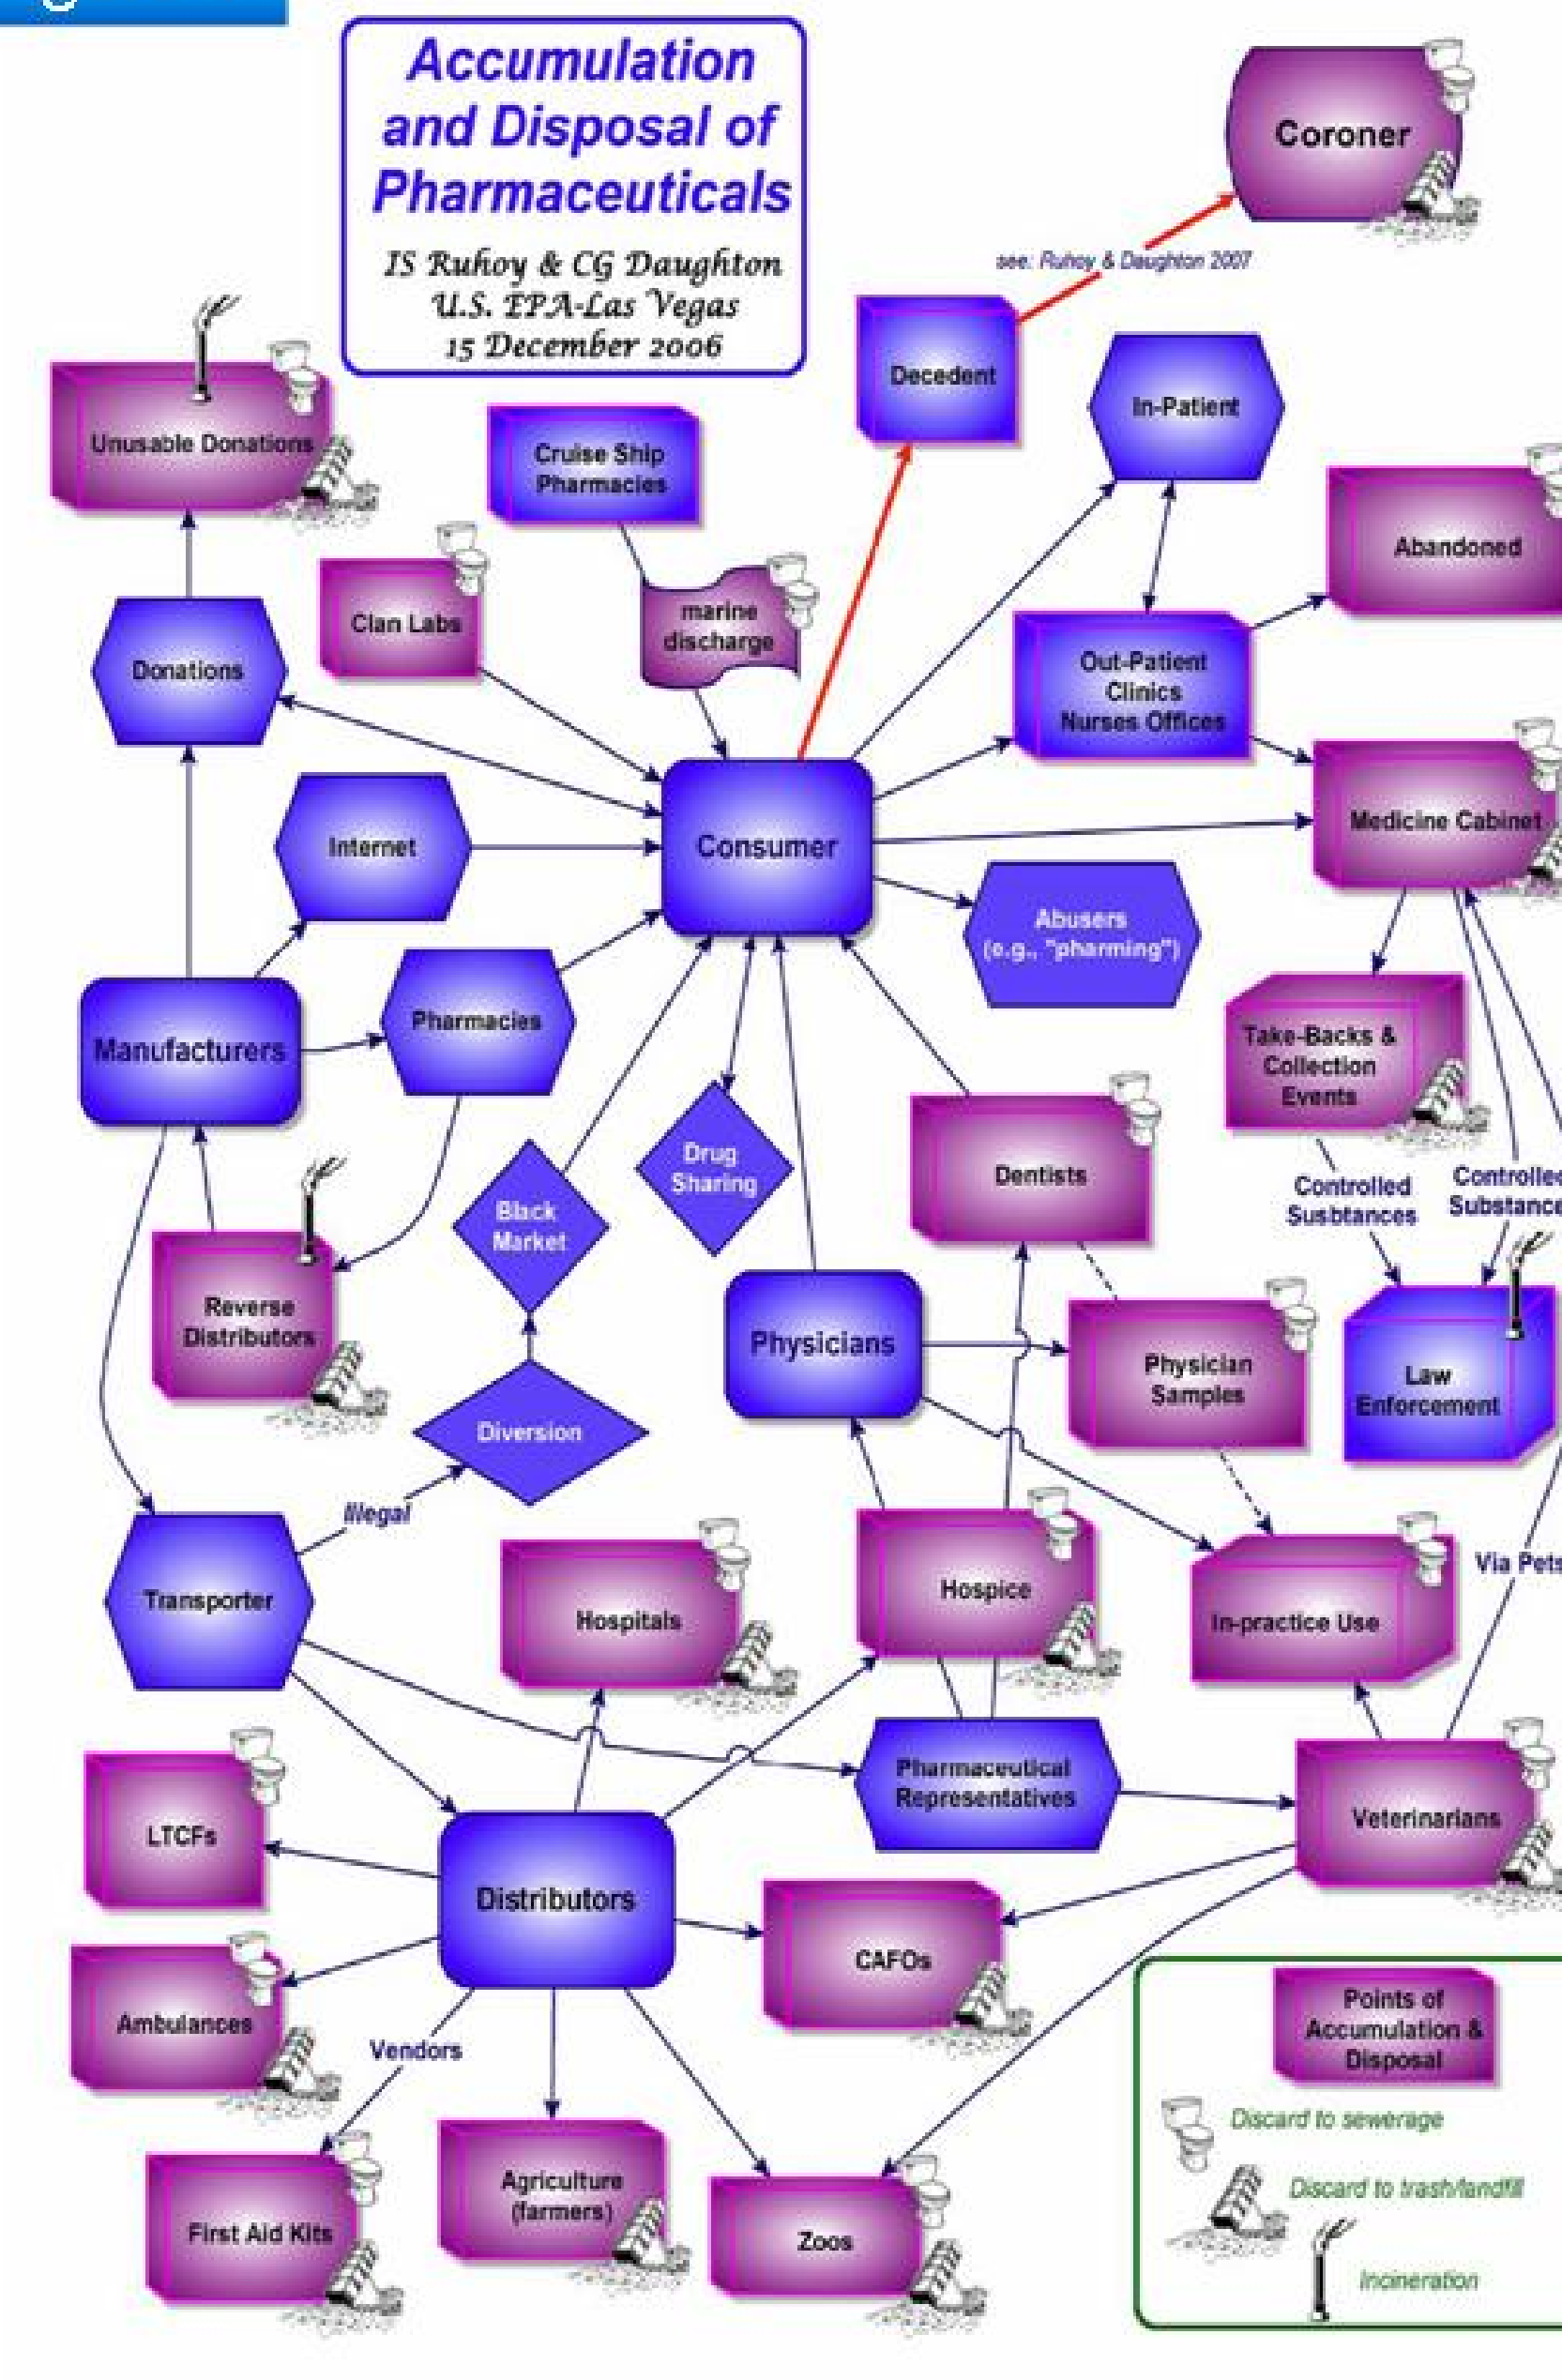 Accumulation
and Disposal of
Pharmaceuticals
IS Ruhoy & CG Daughton
U.S. EPA-Las Vegas
15 December 2006
Coroner
see: Ruhoy & Daughton 2007
Decedent
In-Patient
Unusable Donations
Cruise Ship
Pharmacies
Abandoned
Clan Labs
marine
discharge
Donations
Out-Patient
Clinics
Nurses Offices
Internet
Consumer
Medicine Cabinet
Abusers
(e.g., "pharming")
Manufacturers
Pharmacies
Take-Backs &
Collection
Events
Drug
Sharing
Dentists
Controlled
Susbtances
Controlled
Substance
Black
Market
Reverse
Distributors
Physicians
Physician
Samples
Law
Enforcement
Diversion
Illegal
Transporter
Hospitals
Hospice
In-practice Use
Via Pets
Pharmaceutical
Representatives
LTCFs
Veterinarians
Distributors
CAFOs
Ambulances
Vendors
Points of
Accumulation &
Disposal
Discard to sewerage
Agriculture
(farmers)
Discard to trash/landfill
First Aid Kits
Zoos
Incineration